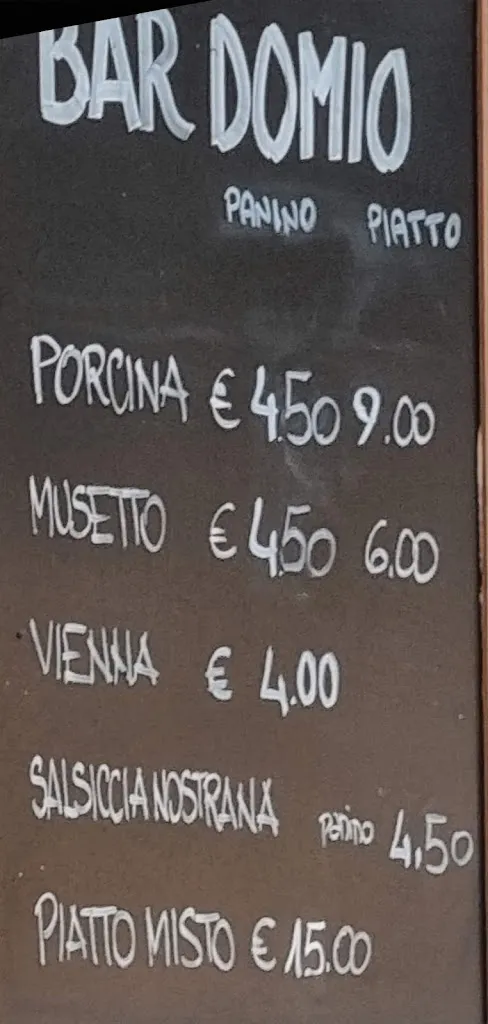 BAR DOMIO
PANINO PIATTO
PORCINA € 4.50 9.00
MUSETTO € 4.50 6.00
VIENNA € 4.00
SALSICCIA NOSTRANA panino 4,50
PIATTO MISTO € 15.00